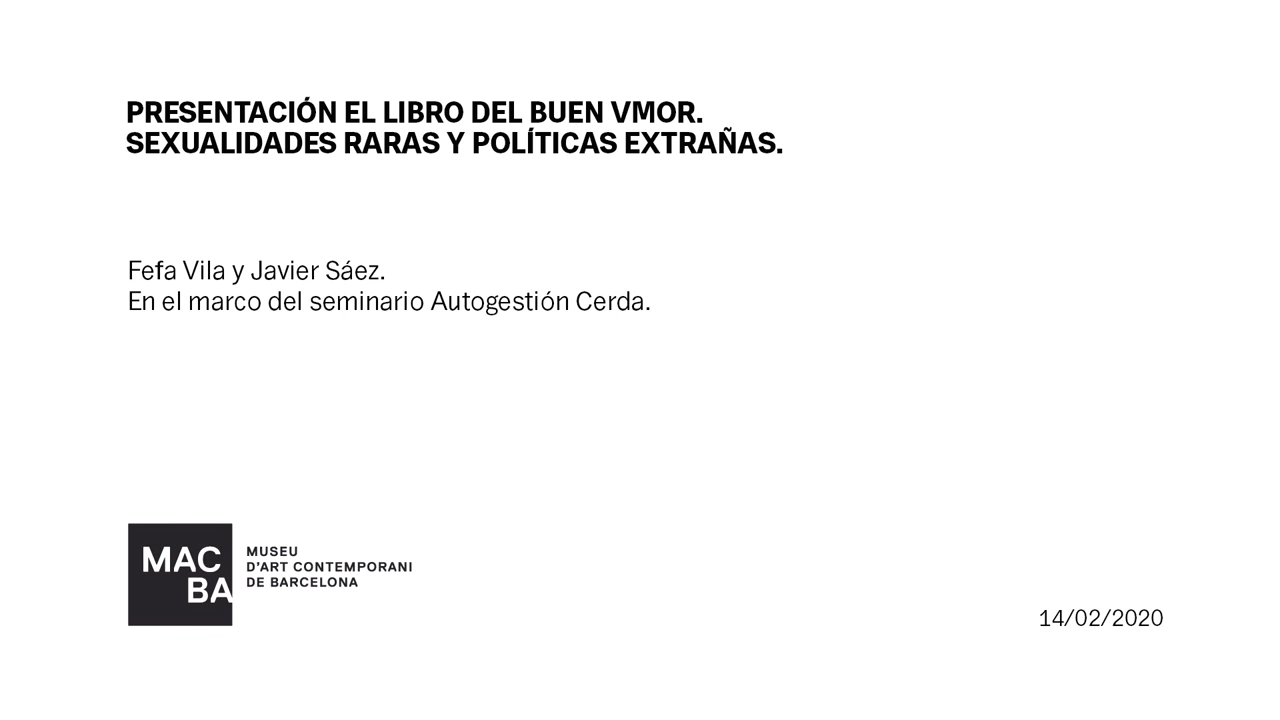 PRESENTACIÓN EL LIBRO DEL BUEN VMOR.
SEXUALIDADES RARAS Y POLÍTICAS EXTRAÑAS.
Fefa Vila y Javier Sáez.
En el marco del seminario Autogestión Cerda.
MAC
BA
MUSEU
D'ART CONTEMPORANI
DE BARCELONA
14/02/2020